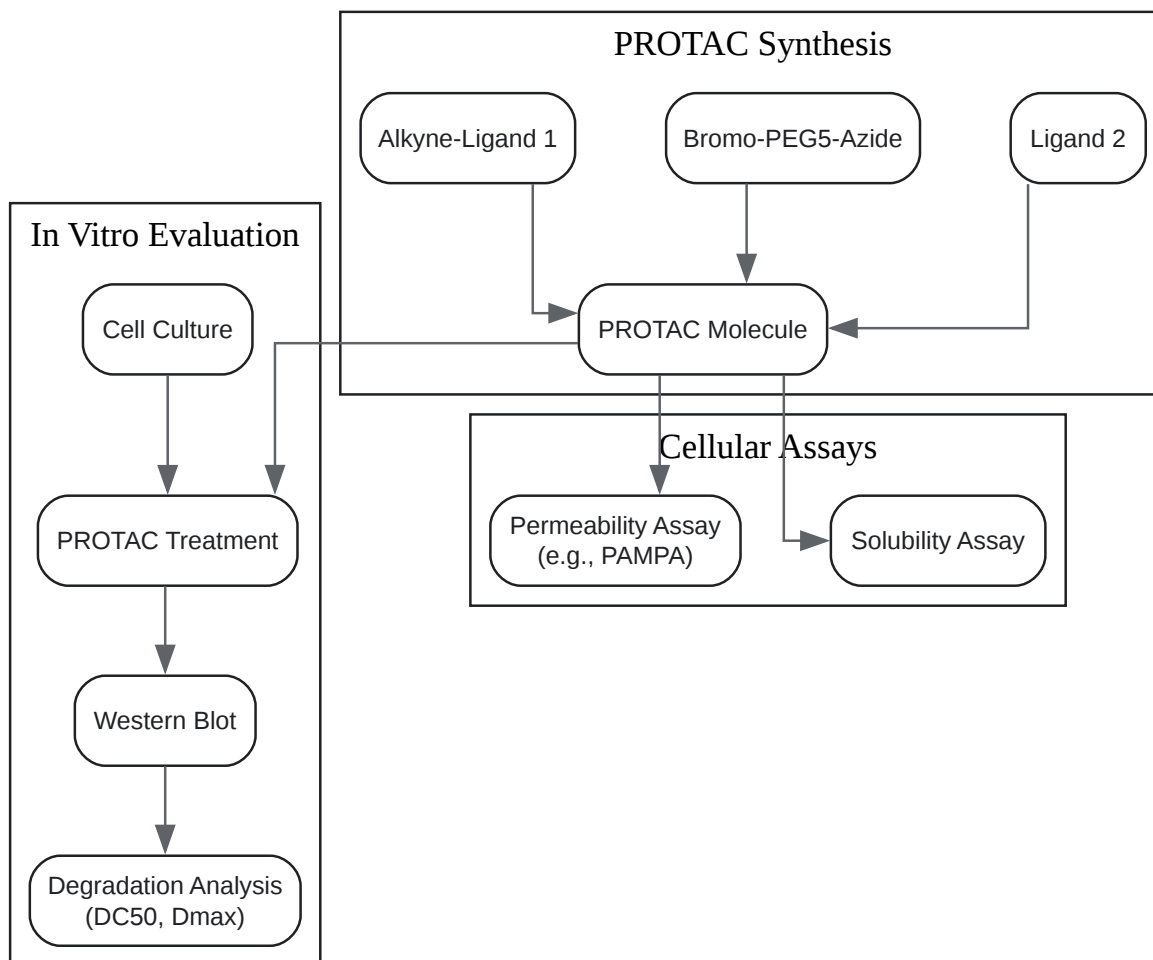 PROTAC Synthesis
Alkyne-Ligand 1
Bromo-PEG5-Azide
Ligand 2
PROTAC Molecule
In Vitro Evaluation
Cell Culture
PROTAC Treatment
Western Blot
Degradation Analysis
(DC50, Dmax)
Cellular Assays
Permeability Assay
(e.g., PAMPA)
Solubility Assay